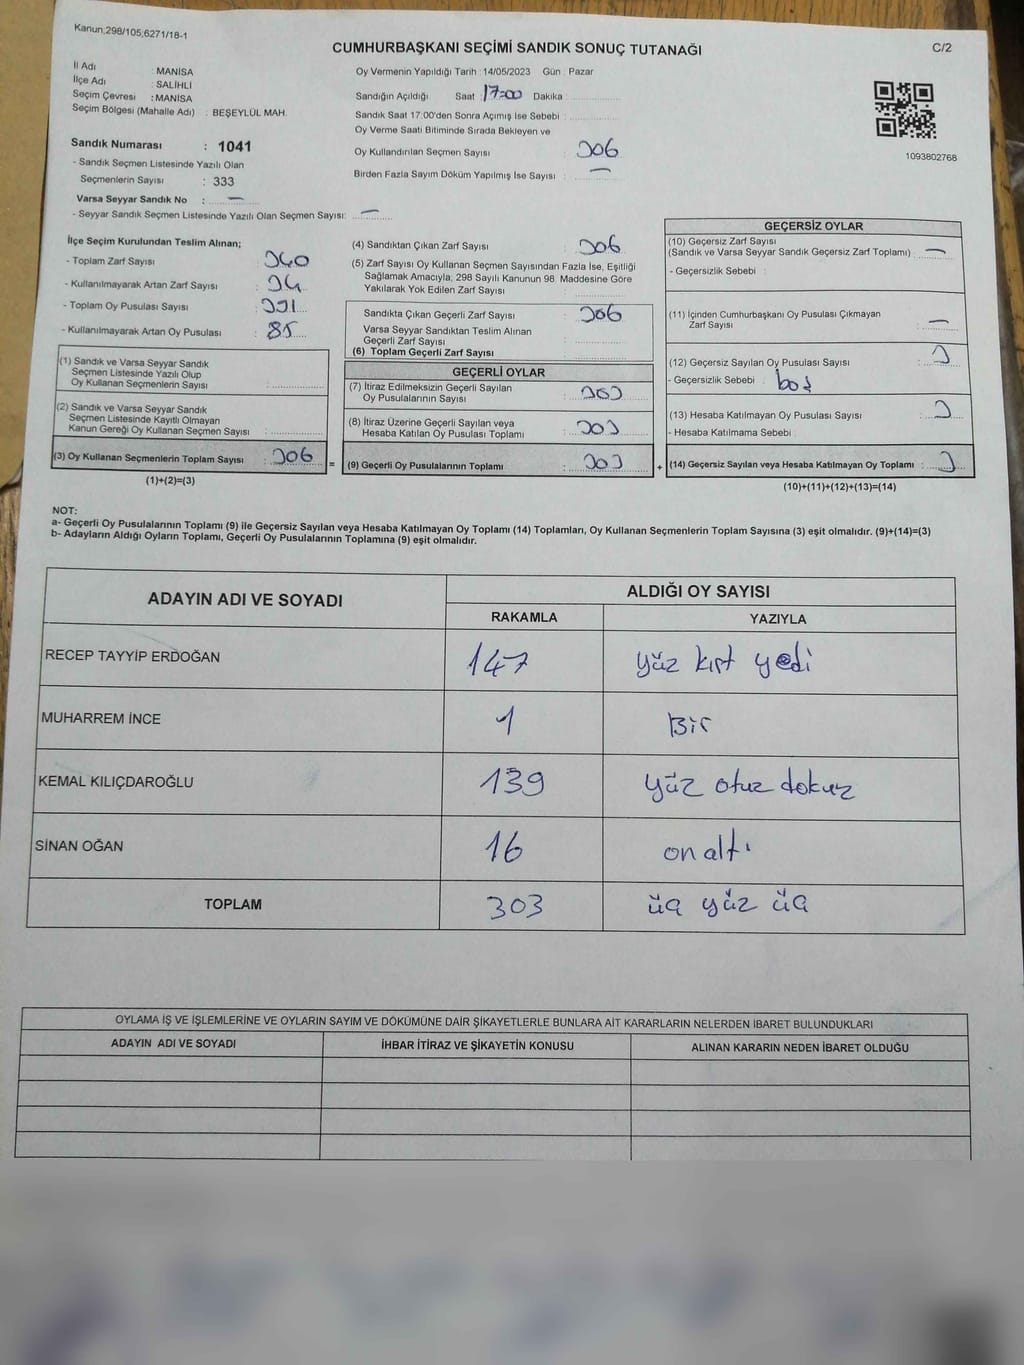 Kanun;298/105,6271/18-1
CUMHURBAŞKANI SEÇİMİ SANDIK SONUÇ TUTANAĞI
C/2
İl Adı : MANİSA
İlçe Adı : SALİHLİ
Seçim Çevresi : MANİSA
Seçim Bölgesi (Mahalle Adı) : BEŞEYLÜL MAH.
Sandık Numarası : 1041
- Sandık Seçmen Listesinde Yazılı Olan
Seçmenlerin Sayısı : 333
Varsa Seyyar Sandık No : —
- Seyyar Sandık Seçmen Listesinde Yazılı Olan Seçmen Sayısı: —
Oy Vermenin Yapıldığı Tarih : 14/05/2023 Gün : Pazar
Sandığın Açıldığı Saat : 17:00 Dakika
Sandık Saat 17:00'den Sonra Açımış İse Sebebi :
Oy Verme Saati Bitiminde Sırada Bekleyen ve
Oy Kullandırılan Seçmen Sayısı : 306
Birden Fazla Sayım Döküm Yapılmış İse Sayısı : —
1093802768
İlçe Seçim Kurulundan Teslim Alınan;
- Toplam Zarf Sayısı : 340
- Kullanılmayarak Artan Zarf Sayısı : 34
- Toplam Oy Pusulası Sayısı : 391
- Kullanılmayarak Artan Oy Pusulası : 85
(1) Sandık ve Varsa Seyyar Sandık
Seçmen Listesinde Yazılı Olup
Oy Kullanan Seçmenlerin Sayısı :
(2) Sandık ve Varsa Seyyar Sandık
Seçmen Listesinde Kayıtlı Olmayan
Kanun Gereği Oy Kullanan Seçmen Sayısı :
(3) Oy Kullanan Seçmenlerin Toplam Sayısı : 306
(1)+(2)=(3)
=
(4) Sandıktan Çıkan Zarf Sayısı : 306
(5) Zarf Sayısı Oy Kullanan Seçmen Sayısından Fazla İse, Eşitliği
Sağlamak Amacıyla, 298 Sayılı Kanunun 98. Maddesine Göre
Yakılarak Yok Edilen Zarf Sayısı :
Sandıkta Çıkan Geçerli Zarf Sayısı : 306
Varsa Seyyar Sandıktan Teslim Alınan
Geçerli Zarf Sayısı :
(6) Toplam Geçerli Zarf Sayısı :
GEÇERLİ OYLAR
(7) İtiraz Edilmeksizin Geçerli Sayılan
Oy Pusulalarının Sayısı : 303
(8) İtiraz Üzerine Geçerli Sayılan veya
Hesaba Katılan Oy Pusulası Toplamı : 303
(9) Geçerli Oy Pusulalarının Toplamı : 303
+
GEÇERSİZ OYLAR
(10) Geçersiz Zarf Sayısı
(Sandık ve Varsa Seyyar Sandık Geçersiz Zarf Toplamı) : —
- Geçersizlik Sebebi :
(11) İçinden Cumhurbaşkanı Oy Pusulası Çıkmayan
Zarf Sayısı : —
(12) Geçersiz Sayılan Oy Pusulası Sayısı : 3
- Geçersizlik Sebebi : boş
(13) Hesaba Katılmayan Oy Pusulası Sayısı : 3
- Hesaba Katılmama Sebebi :
(14) Geçersiz Sayılan veya Hesaba Katılmayan Oy Toplamı : 3
(10)+(11)+(12)+(13)=(14)
NOT:
a- Geçerli Oy Pusulalarının Toplamı (9) ile Geçersiz Sayılan veya Hesaba Katılmayan Oy Toplamı (14) Toplamları, Oy Kullanan Seçmenlerin Toplam Sayısına (3) eşit olmalıdır. (9)+(14)=(3)
b- Adayların Aldığı Oyların Toplamı, Geçerli Oy Pusulalarının Toplamına (9) eşit olmalıdır.
ADAYIN ADI VE SOYADI ALDIĞI OY SAYISI
RAKAMLA YAZIYLA
RECEP TAYYİP ERDOĞAN 147 yüz kırt yedi
MUHARREM İNCE 1 Bir
KEMAL KILIÇDAROĞLU 139 yüz otuz dokuz
SİNAN OĞAN 16 on altı
TOPLAM 303 üç yüz üç
OYLAMA İŞ VE İŞLEMLERİNE VE OYLARIN SAYIM VE DÖKÜMÜNE DAİR ŞİKAYETLERLE BUNLARA AİT KARARLARIN NELERDEN İBARET BULUNDUKLARI
ADAYIN ADI VE SOYADI İHBAR İTİRAZ VE ŞİKAYETİN KONUSU ALINAN KARARIN NEDEN İBARET OLDUĞU